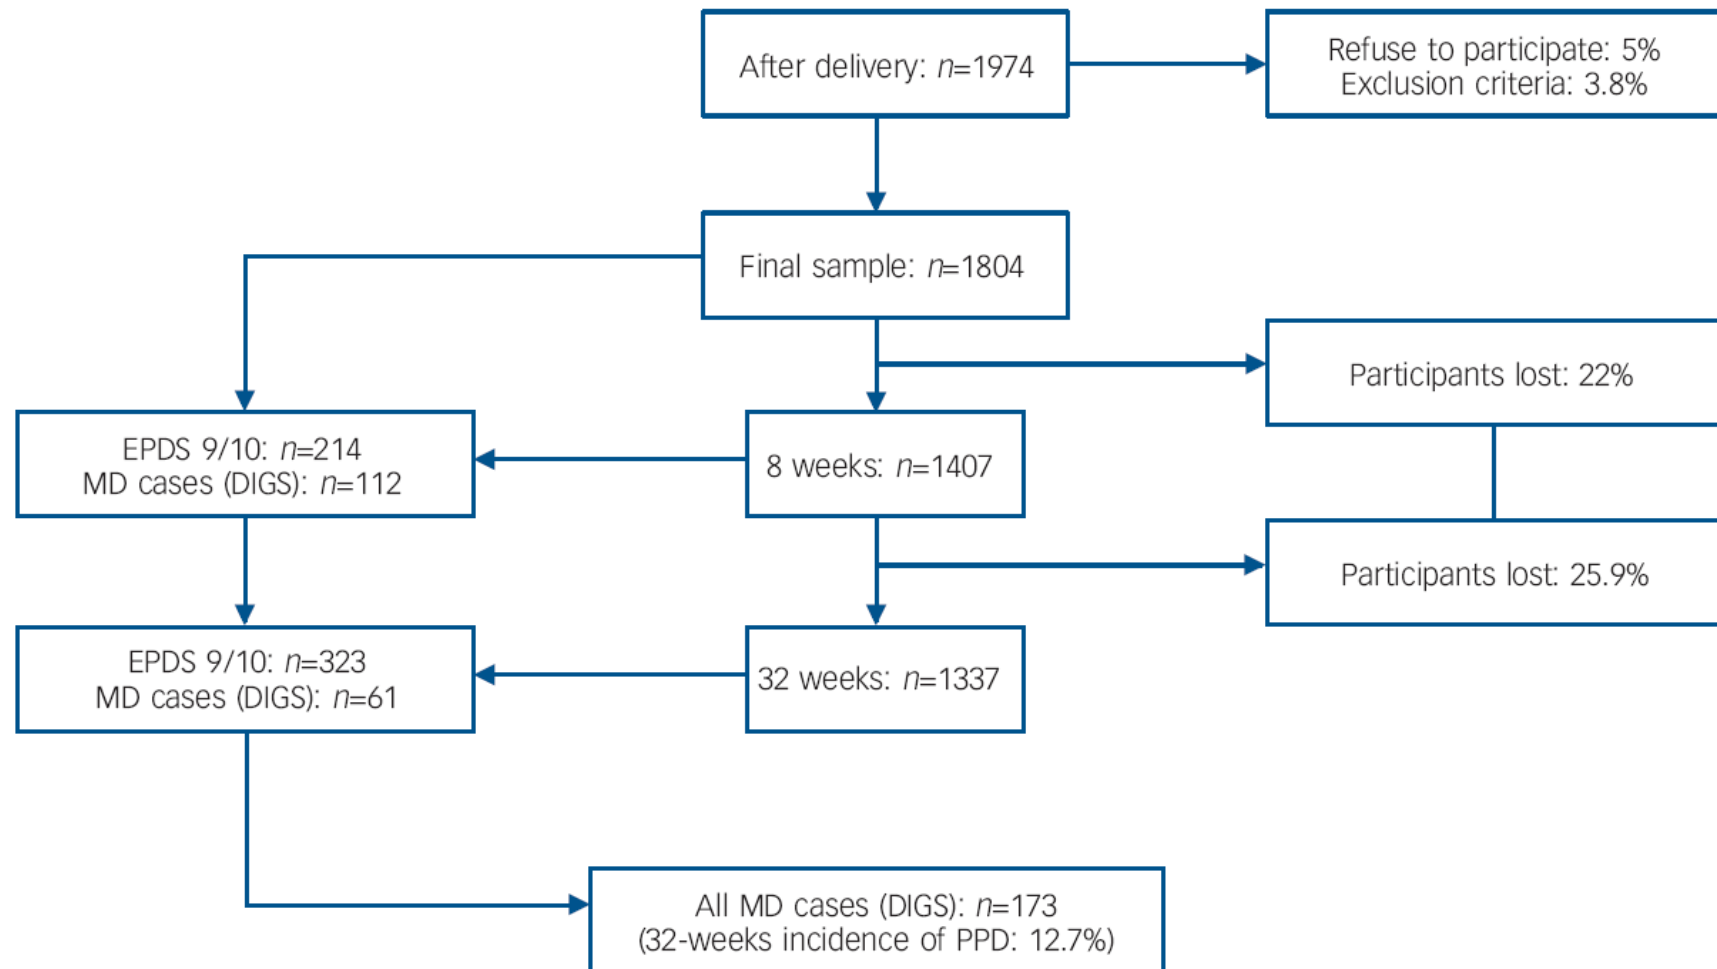 After delivery: n=1974
Refuse to participate: 5%
Exclusion criteria: 3.8%
Final sample: n=1804
Participants lost: 22%
EPDS 9/10: n=214
MD cases (DIGS): n=112
8 weeks: n=1407
Participants lost: 25.9%
EPDS 9/10: n=323
MD cases (DIGS): n=61
32 weeks: n=1337
All MD cases (DIGS): n=173
(32-weeks incidence of PPD: 12.7%)